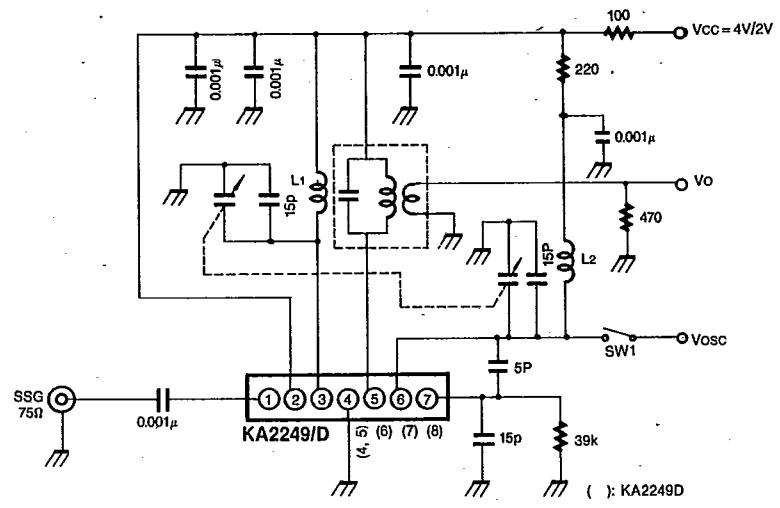 100
VCC = 4V/2V
0.001µ
0.001µ
0.001µ
220
0.001µ
L1
15p
VO
470
15P
L2
SW1
VOSC
5P
SSG
75Ω
0.001µ
1 2 3 4 5 6 7
KA2249/D
(4, 5)
(6)
(7)
(8)
15p
39k
( ): KA2249D